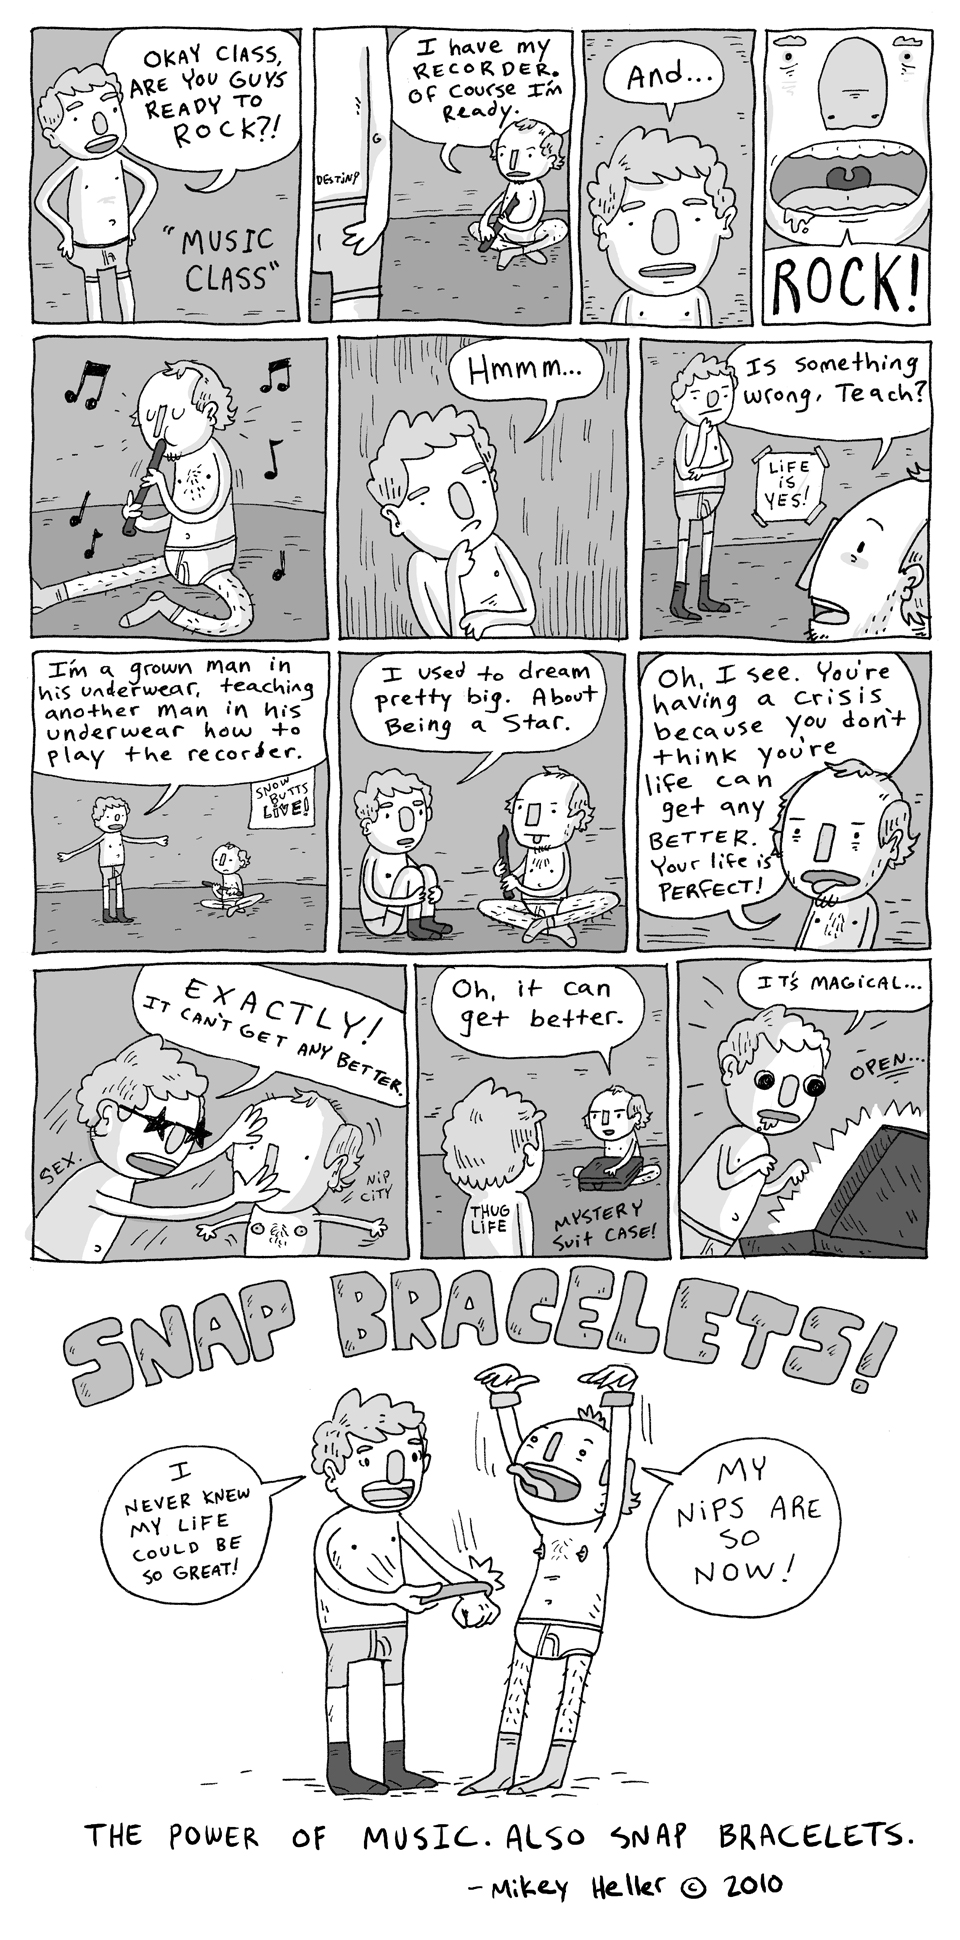 OKAY CLASS,
ARE YOU GUYS
READY TO
ROCK?!
"MUSIC
CLASS"
I have my
RECORDER.
OF COURSE I'm
Ready.
DESTINY
And...
ROCK!
Hmmm...
Is something
wrong, Teach?
LiFE
is
YES!
I'm a grown man in
his underwear, teaching
another man in his
underwear how to
play the recorder.
SNOW
BUTTS
LiVE!
I used to dream
pretty big. About
Being a Star.
Oh, I see. You're
having a crisis
because you don't
think you're
life can
get any
BETTER.
Your life is
PERFECT!
EXACTLY!
IT CAN'T GET ANY BETTER.
SEX.
NiP
CiTY
Oh, it can
get better.
THUG
LIFE
MYSTERY
Suit CASE!
IT'S MAGICAL...
OPEN...
SNAP BRACELETS!
I
NEVER KNEW
MY LiFE
COULD BE
SO GREAT!
MY
NiPS ARE
SO
NOW!
THE POWER OF MUSIC. ALSO SNAP BRACELETS.
- Mikey Heller © 2010